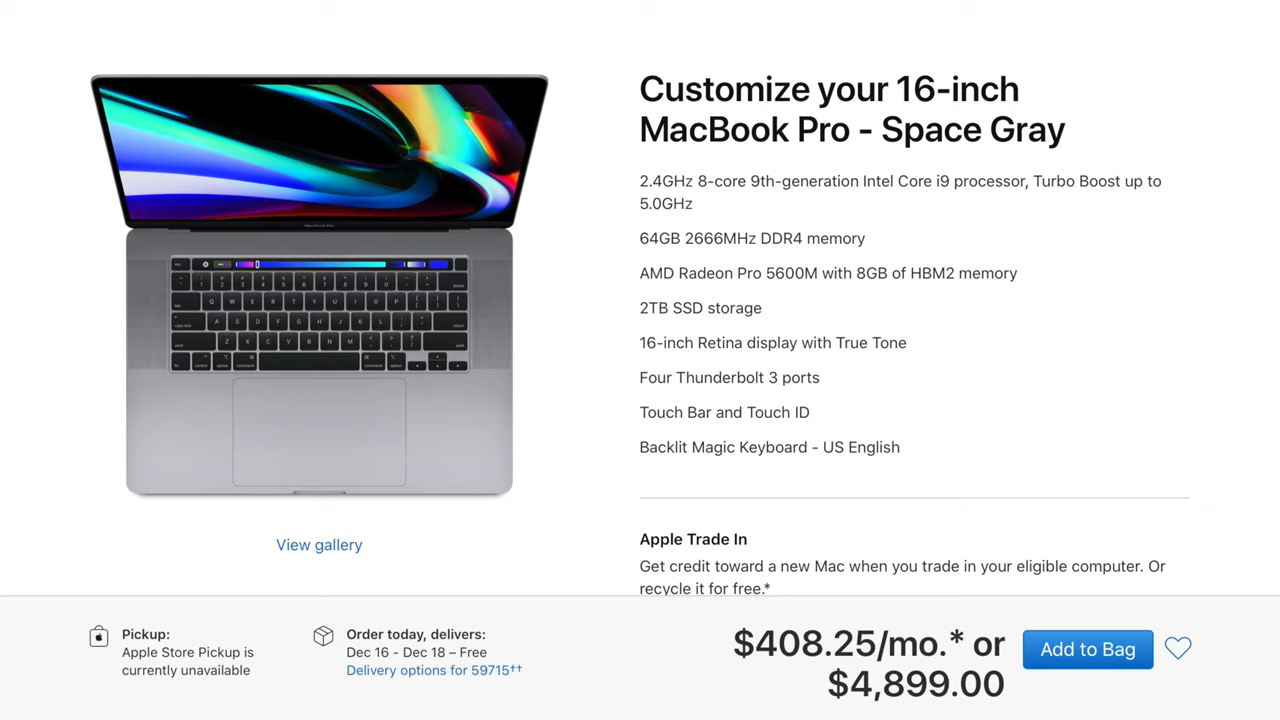 Customize your 16-inch
MacBook Pro - Space Gray
2.4GHz 8-core 9th-generation Intel Core i9 processor, Turbo Boost up to
5.0GHz
64GB 2666MHz DDR4 memory
AMD Radeon Pro 5600M with 8GB of HBM2 memory
2TB SSD storage
16-inch Retina display with True Tone
Four Thunderbolt 3 ports
Touch Bar and Touch ID
Backlit Magic Keyboard - US English
View gallery
Apple Trade In
Get credit toward a new Mac when you trade in your eligible computer. Or
recycle it for free.*
Pickup:
Apple Store Pickup is
currently unavailable
Order today, delivers:
Dec 16 - Dec 18 – Free
Delivery options for 59715††
$408.25/mo.* or
$4,899.00
Add to Bag